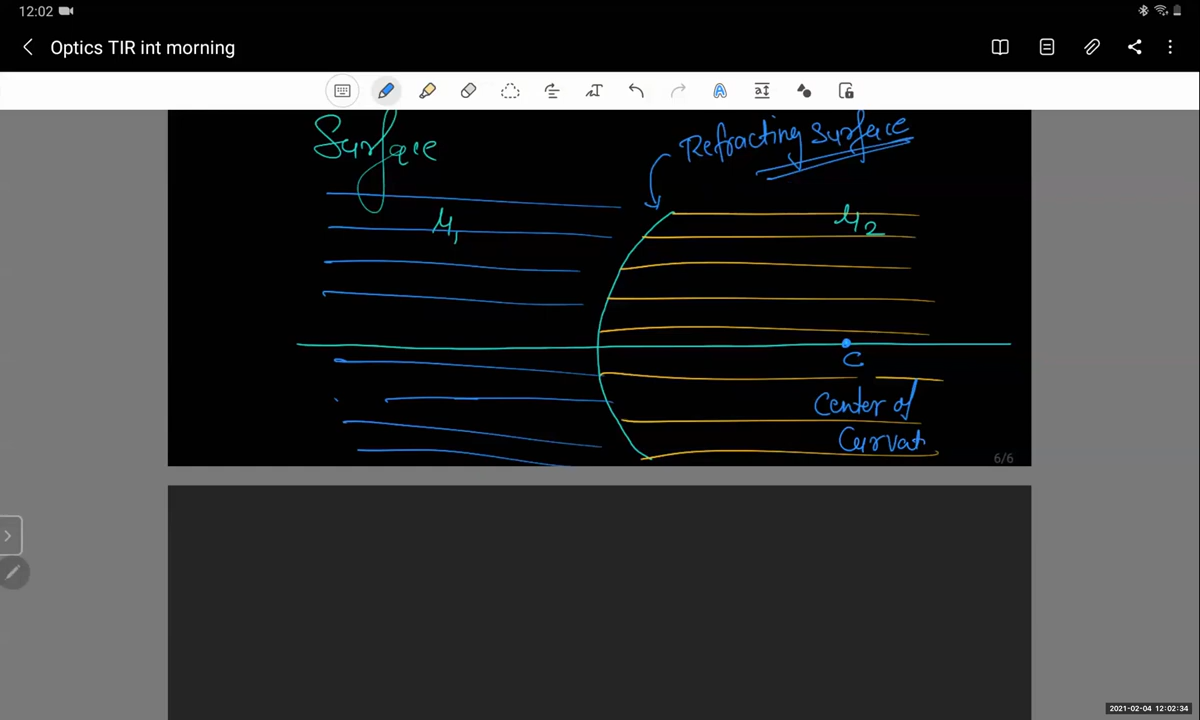 12:02
Optics TIR int morning
Surface
Refracting Surface
μ1
μ2
C
Center of
Curvat
6/6
2021-02-04 12:02:34